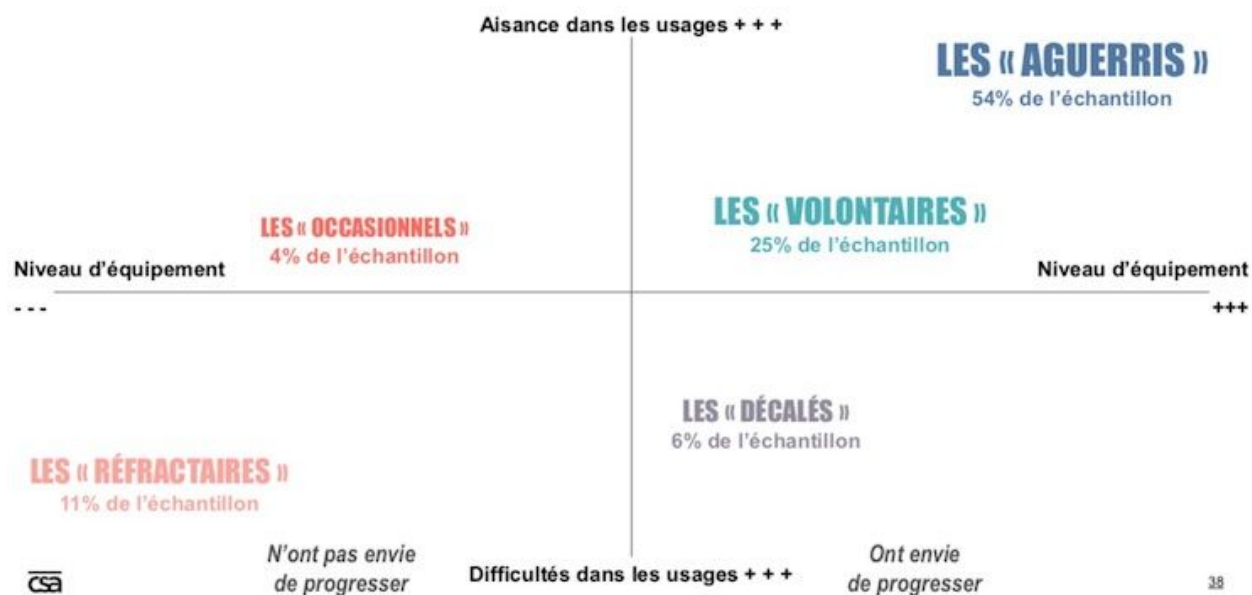 Aisance dans les usages + + +
LES « AGUERRIS »
54% de l'échantillon
LES « OCCASIONNELS »
4% de l'échantillon
LES « VOLONTAIRES »
25% de l'échantillon
Niveau d'équipement
- - -
Niveau d'équipement
+++
LES « DÉCALÉS »
6% de l'échantillon
LES « RÉFRACTAIRES »
11% de l'échantillon
N'ont pas envie
de progresser
Difficultés dans les usages + + +
Ont envie
de progresser
csa
38